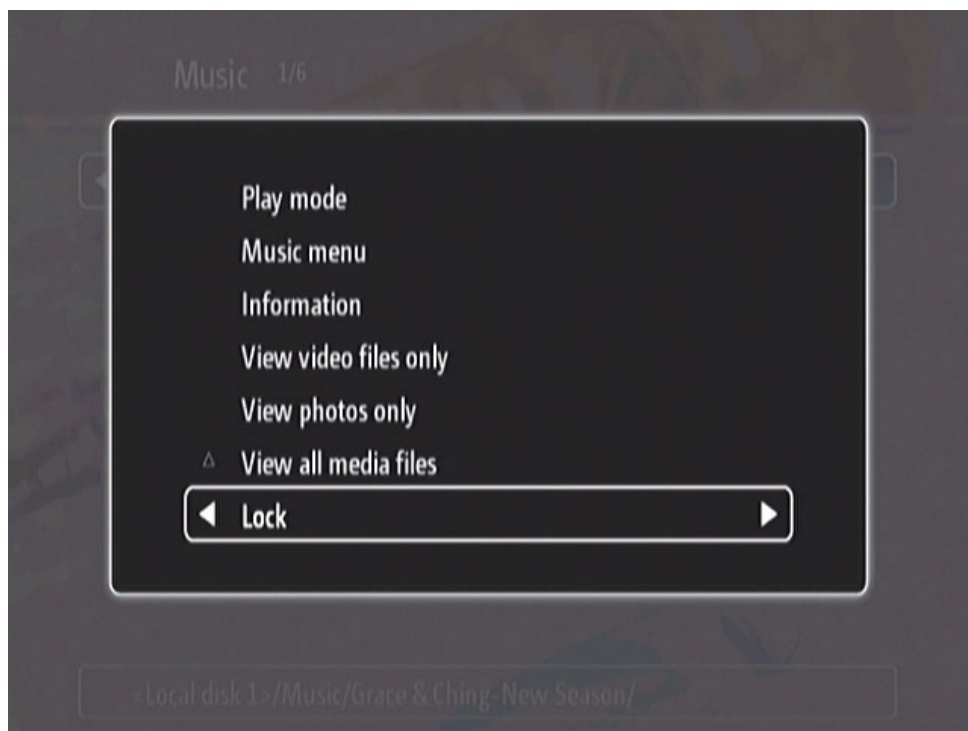 Music 1/6
Play mode
Music menu
Information
View video files only
View photos only
View all media files
Lock
<Local disk 1>/Music/Grace & Ching-New Season/